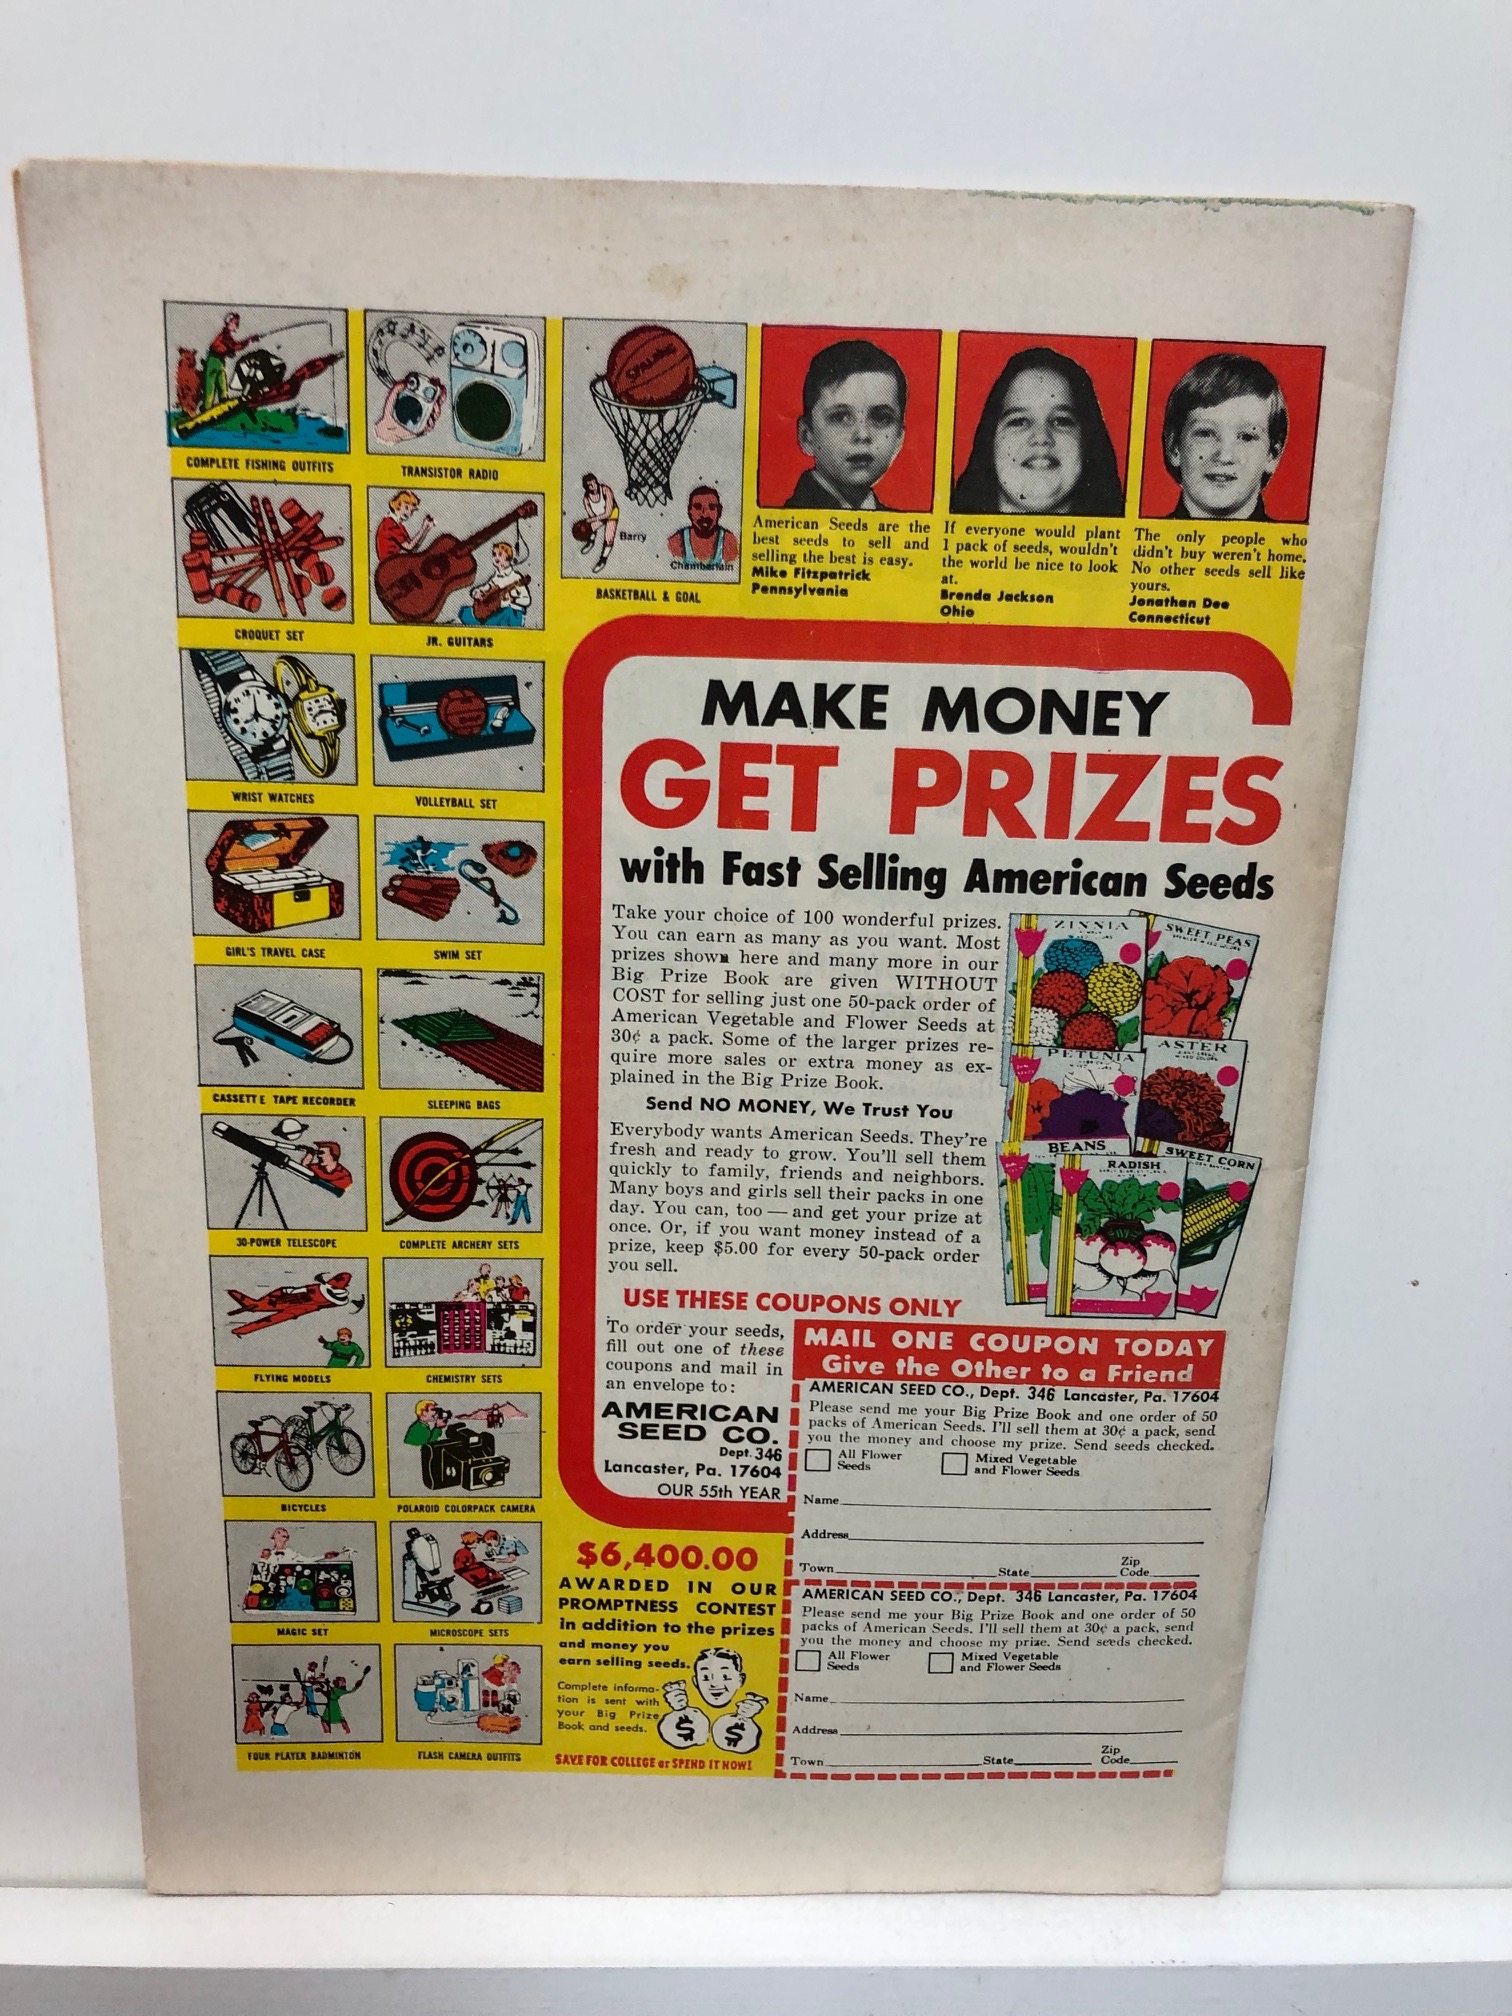 COMPLETE FISHING OUTFITS
TRANSISTOR RADIO
SPALDING
Barry
Chamberlain
BASKETBALL & GOAL
CROQUET SET
JR. GUITARS
WRIST WATCHES
VOLLEYBALL SET
GIRL'S TRAVEL CASE
SWIM SET
CASSETTE TAPE RECORDER
SLEEPING BAGS
30-POWER TELESCOPE
COMPLETE ARCHERY SETS
FLYING MODELS
CHEMISTRY SETS
BICYCLES
POLAROID COLORPACK CAMERA
MAGIC SET
MICROSCOPE SETS
FOUR PLAYER BADMINTON
FLASH CAMERA OUTFITS
American Seeds are the
best seeds to sell and
selling the best is easy.
Mike Fitzpatrick
Pennsylvania
If everyone would plant
1 pack of seeds, wouldn't
the world be nice to look
at.
Brenda Jackson
Ohio
The only people who
didn't buy weren't home.
No other seeds sell like
yours.
Jonathan Dee
Connecticut
MAKE MONEY
GET PRIZES
with Fast Selling American Seeds
Take your choice of 100 wonderful prizes.
You can earn as many as you want. Most
prizes shown here and many more in our
Big Prize Book are given WITHOUT
COST for selling just one 50-pack order of
American Vegetable and Flower Seeds at
30¢ a pack. Some of the larger prizes re-
quire more sales or extra money as ex-
plained in the Big Prize Book.
Send NO MONEY, We Trust You
Everybody wants American Seeds. They're
fresh and ready to grow. You'll sell them
quickly to family, friends and neighbors.
Many boys and girls sell their packs in one
day. You can, too — and get your prize at
once. Or, if you want money instead of a
prize, keep $5.00 for every 50-pack order
you sell.
ZINNIA
SWEET PEAS
PETUNIA
ASTER
BEANS
RADISH
SWEET CORN
USE THESE COUPONS ONLY
To order your seeds,
fill out one of these
coupons and mail in
an envelope to:
AMERICAN
SEED CO.
Dept. 346
Lancaster, Pa. 17604
OUR 55th YEAR
MAIL ONE COUPON TODAY
Give the Other to a Friend
AMERICAN SEED CO., Dept. 346 Lancaster, Pa. 17604
Please send me your Big Prize Book and one order of 50
packs of American Seeds. I'll sell them at 30¢ a pack, send
you the money and choose my prize. Send seeds checked.
All Flower Seeds
Mixed Vegetable and Flower Seeds
Name
Address
Town State Zip Code
AMERICAN SEED CO., Dept. 346 Lancaster, Pa. 17604
Please send me your Big Prize Book and one order of 50
packs of American Seeds. I'll sell them at 30¢ a pack, send
you the money and choose my prize. Send seeds checked.
All Flower Seeds
Mixed Vegetable and Flower Seeds
Name
Address
Town State Zip Code
$6,400.00
AWARDED IN OUR
PROMPTNESS CONTEST
in addition to the prizes
and money you
earn selling seeds.
Complete informa-
tion is sent with
your Big Prize
Book and seeds.
$ $
SAVE FOR COLLEGE or SPEND IT NOW!